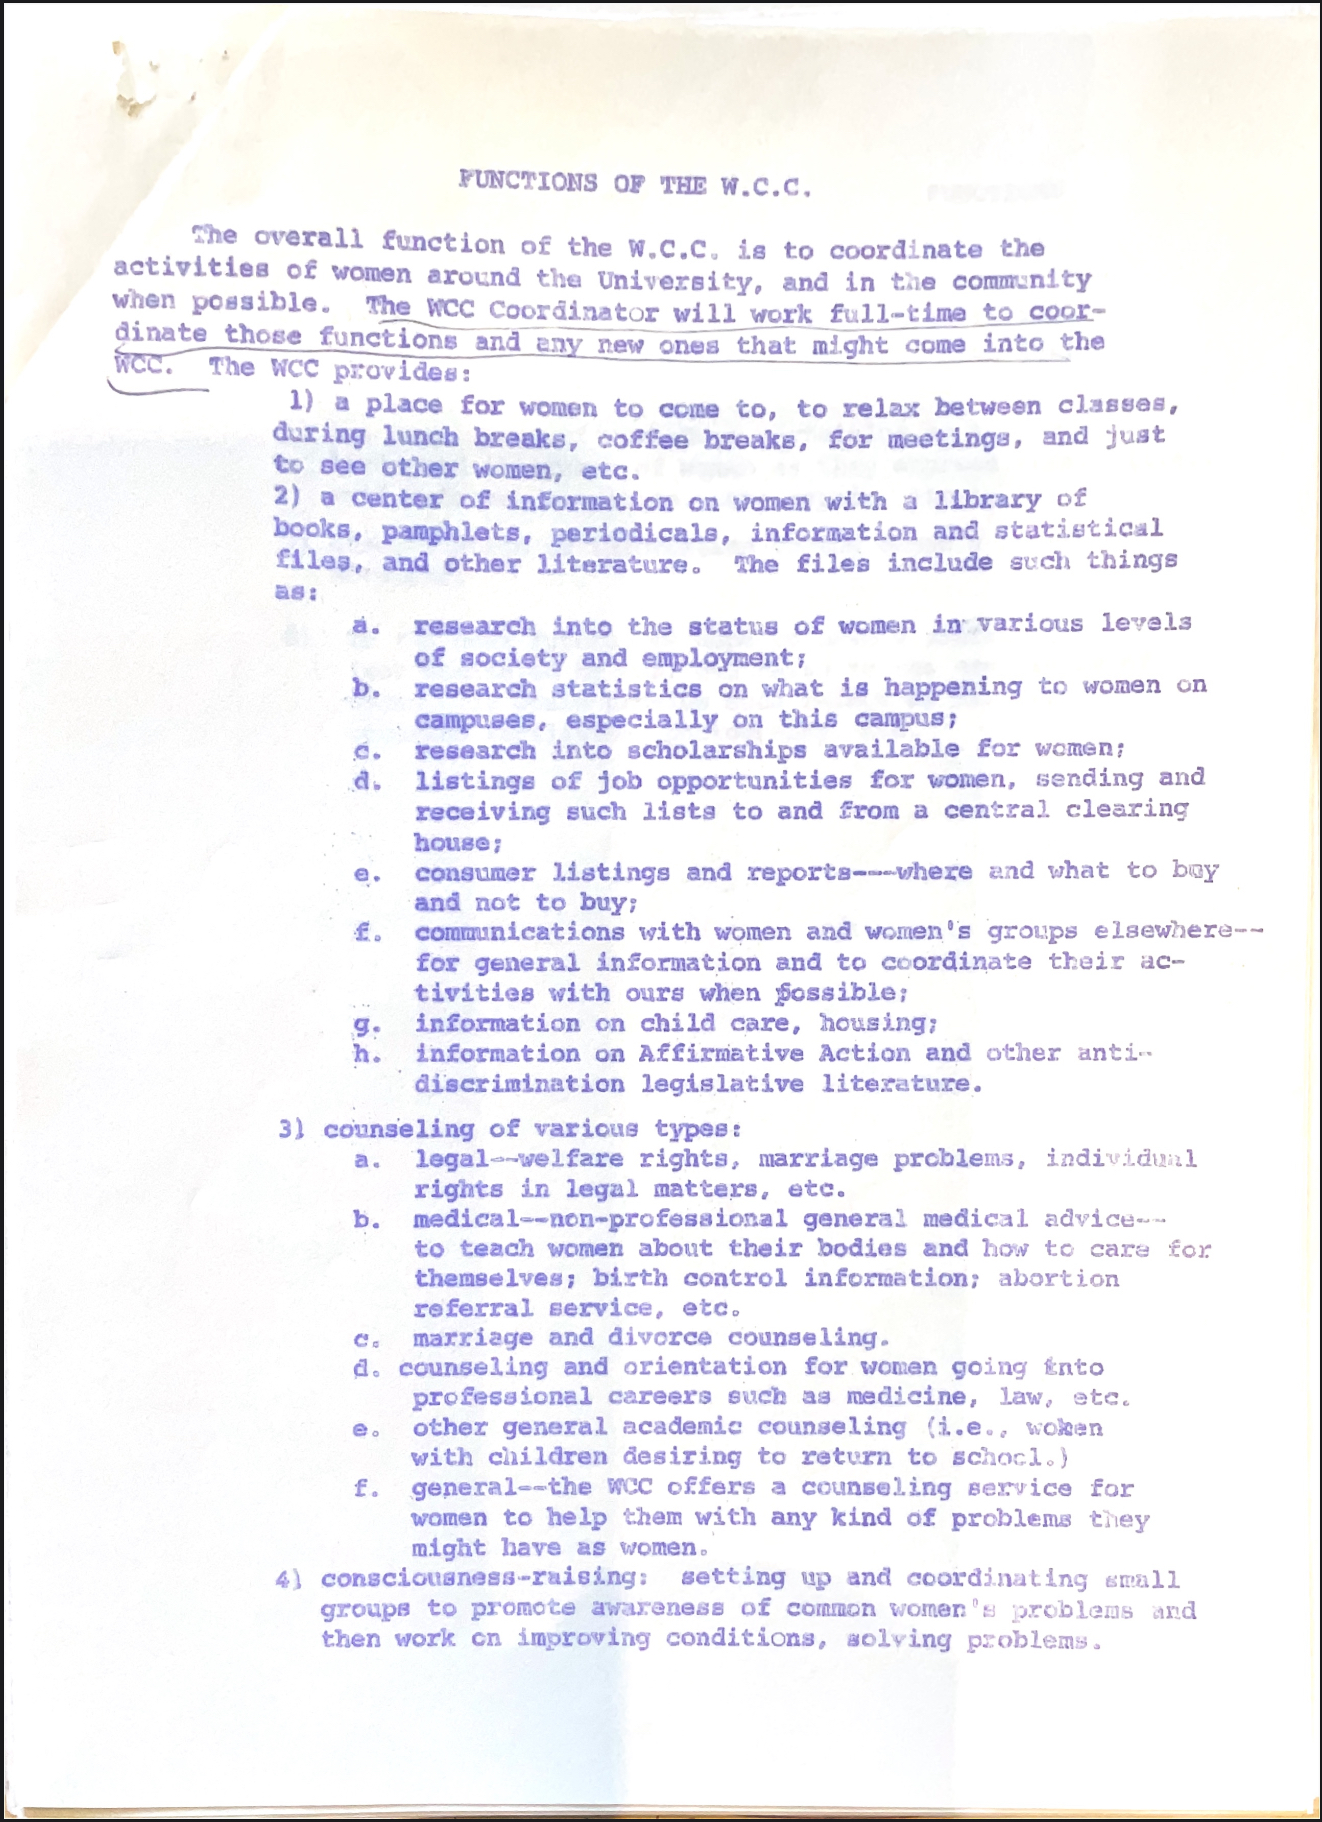 FUNCTIONS OF THE W.C.C.
The overall function of the W.C.C. is to coordinate the
activities of women around the University, and in the community
when possible. The WCC Coordinator will work full-time to coor-
dinate those functions and any new ones that might come into the
WCC. The WCC provides:
1) a place for women to come to, to relax between classes,
during lunch breaks, coffee breaks, for meetings, and just
to see other women, etc.
2) a center of information on women with a library of
books, pamphlets, periodicals, information and statistical
files, and other literature. The files include such things
as:
a. research into the status of women in various levels
of society and employment;
b. research statistics on what is happening to women on
campuses, especially on this campus;
c. research into scholarships available for women;
d. listings of job opportunities for women, sending and
receiving such lists to and from a central clearing
house;
e. consumer listings and reports---where and what to buy
and not to buy;
f. communications with women and women's groups elsewhere--
for general information and to coordinate their ac-
tivities with ours when possible;
g. information on child care, housing;
h. information on Affirmative Action and other anti-
discrimination legislative literature.
3) counseling of various types:
a. legal--welfare rights, marriage problems, individual
rights in legal matters, etc.
b. medical--non-professional general medical advice--
to teach women about their bodies and how to care for
themselves; birth control information; abortion
referral service, etc.
c. marriage and divorce counseling.
d. counseling and orientation for women going into
professional careers such as medicine, law, etc.
e. other general academic counseling (i.e., women
with children desiring to return to school.)
f. general--the WCC offers a counseling service for
women to help them with any kind of problems they
might have as women.
4) consciousness-raising: setting up and coordinating small
groups to promote awareness of common women's problems and
then work on improving conditions, solving problems.